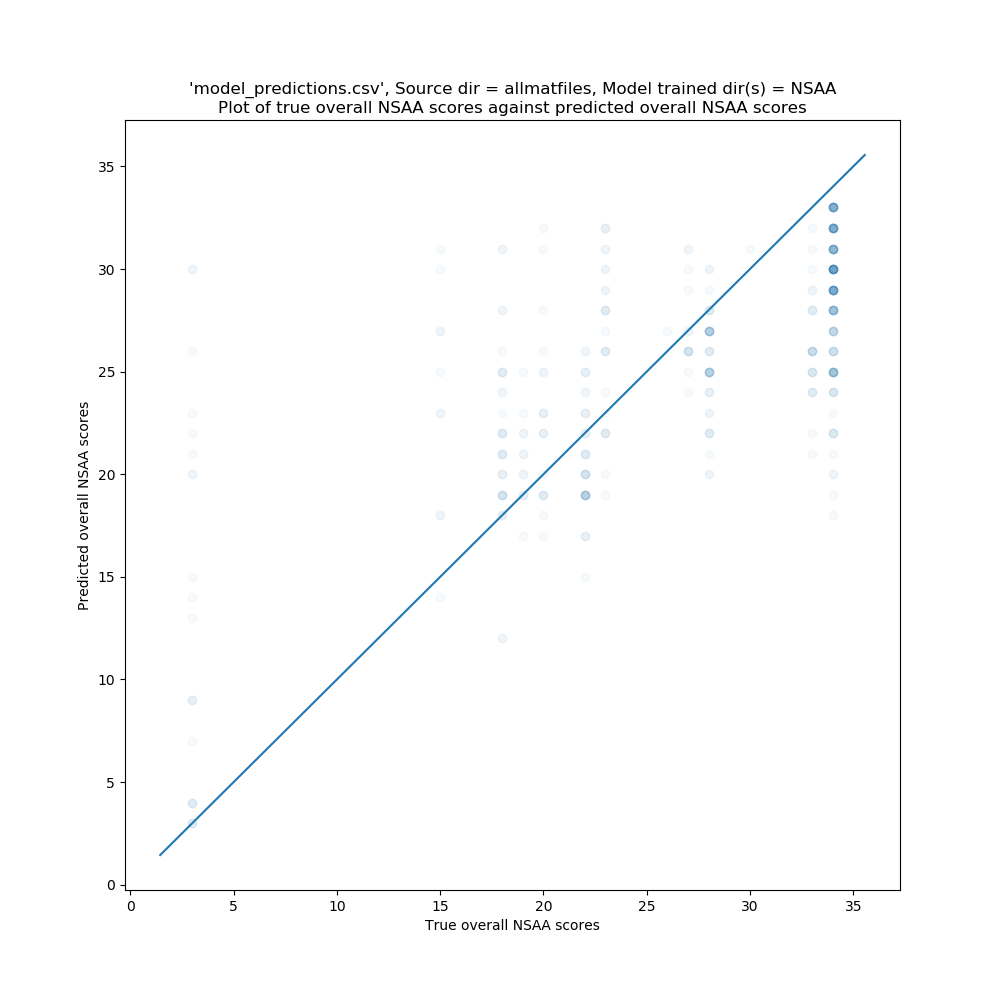 'model_predictions.csv', Source dir = allmatfiles, Model trained dir(s) = NSAA
Plot of true overall NSAA scores against predicted overall NSAA scores
35
30
25
20
15
10
5
0
Predicted overall NSAA scores
0 5 10 15 20 25 30 35
True overall NSAA scores